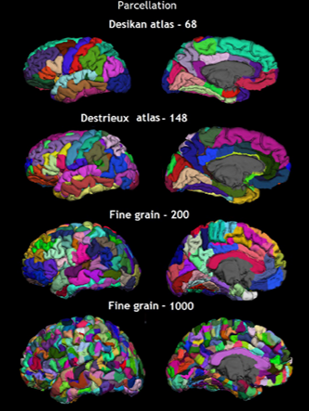 Parcellation
Desikan atlas - 68
Destrieux atlas - 148
Fine grain - 200
Fine grain - 1000